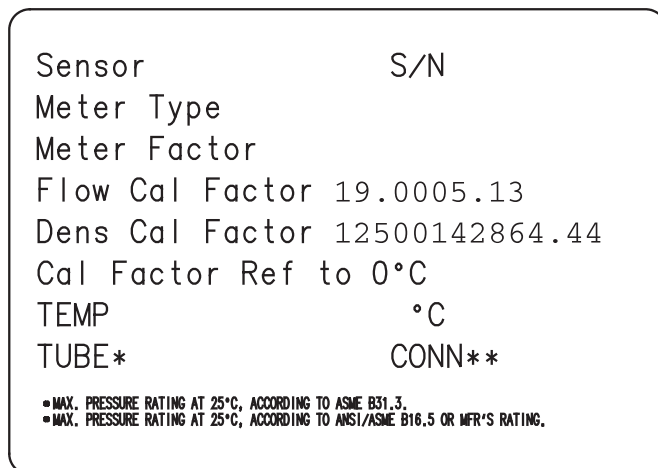 Sensor S/N
Meter Type
Meter Factor
Flow Cal Factor 19.0005.13
Dens Cal Factor 12500142864.44
Cal Factor Ref to 0°C
TEMP °C
TUBE* CONN**
*MAX. PRESSURE RATING AT 25°C, ACCORDING TO ASME B31.3.
*MAX. PRESSURE RATING AT 25°C, ACCORDING TO ANSI/ASME B16.5 OR MFR'S RATING.